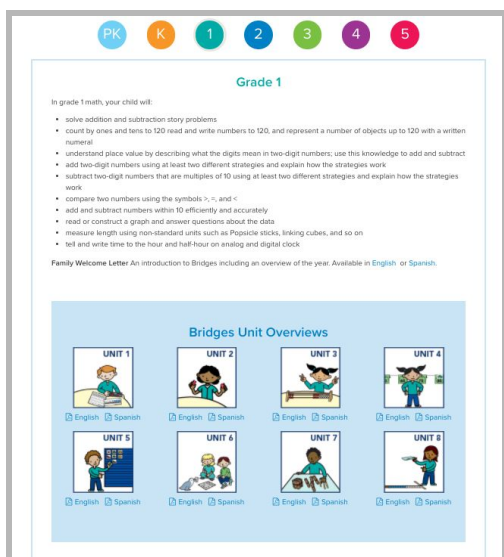 PK K 1 2 3 4 5
Grade 1
In grade 1 math, your child will:
• solve addition and subtraction story problems
• count by ones and tens to 120 read and write numbers to 120, and represent a number of objects up to 120 with a written
numeral
• understand place value by describing what the digits mean in two-digit numbers; use this knowledge to add and subtract
• add two-digit numbers using at least two different strategies and explain how the strategies work
• subtract two-digit numbers that are multiples of 10 using at least two different strategies and explain how the strategies
work
• compare two numbers using the symbols >, =, and <
• add and subtract numbers within 10 efficiently and accurately
• read or construct a graph and answer questions about the data
• measure length using non-standard units such as Popsicle sticks, linking cubes, and so on
• tell and write time to the hour and half-hour on analog and digital clock
Family Welcome Letter An introduction to Bridges including an overview of the year. Available in English or Spanish.
Bridges Unit Overviews
UNIT 1 UNIT 2 UNIT 3 UNIT 4
English Spanish English Spanish English Spanish English Spanish
UNIT 5 UNIT 6 UNIT 7 UNIT 8
English Spanish English Spanish English Spanish English Spanish